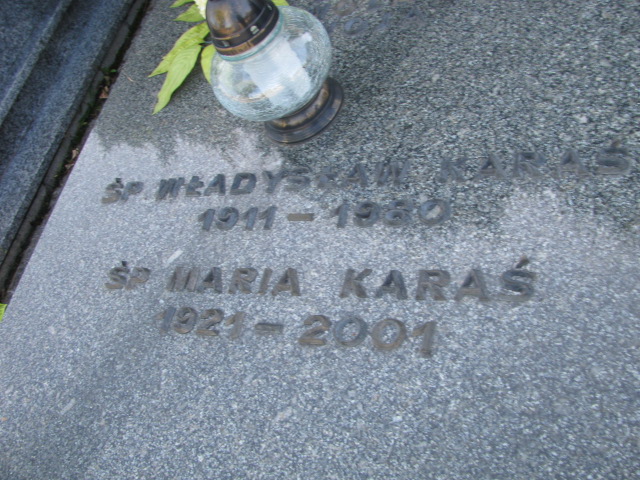 ŚP. WŁADYSŁAW KARAŚ
1911 – 1980
ŚP. MARIA KARAŚ
1921 – 2001